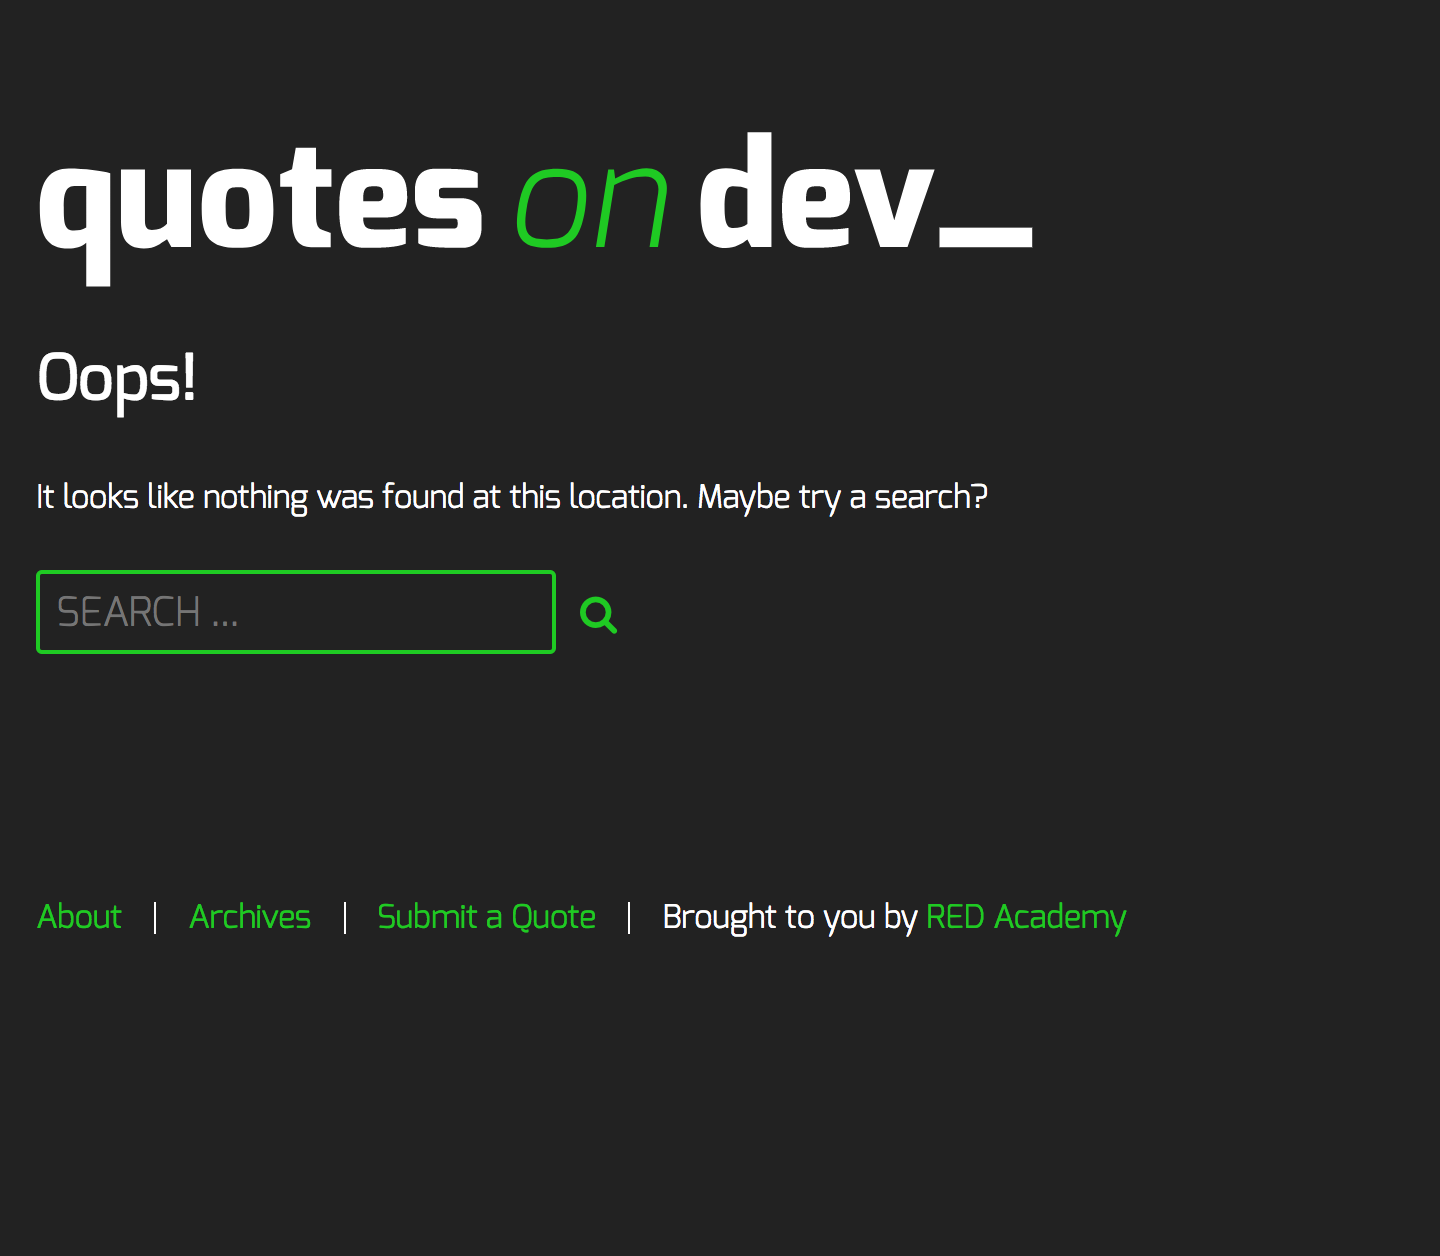 quotes on dev_
Oops!
It looks like nothing was found at this location. Maybe try a search?
SEARCH ...
About | Archives | Submit a Quote | Brought to you by RED Academy